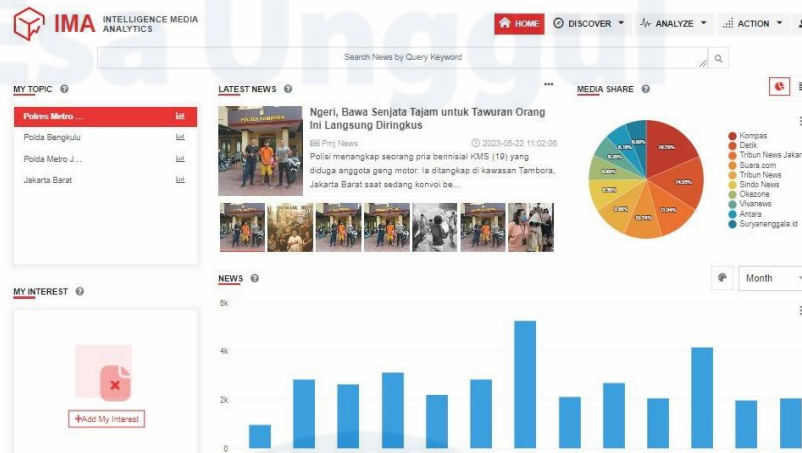 IMA INTELLIGENCE MEDIA ANALYTICS
HOME DISCOVER ANALYZE ACTION
Search News by Query Keyword
MY TOPIC
Polres Metro ...
Polda Bengkulu
Polda Metro J...
Jakarta Barat
LATEST NEWS
Ngeri, Bawa Senjata Tajam untuk Tawuran Orang
Ini Langsung Diringkus
Pmj News 2023-05-22 11:02:06
Polisi menangkap seorang pria berinisial KMS (19) yang
diduga anggota geng motor. Ia ditangkap di kawasan Tambora,
Jakarta Barat saat sedang konvoi be...
MEDIA SHARE
Kompas
Detik
Tribun News Jakar
Suara.com
Tribun News
Sindo News
Okezone
Vivanews
Antara
Suryanenggala.id
MY INTEREST
+Add My Interest
NEWS
Month
6k
4k
2k
0
Esa Unggul